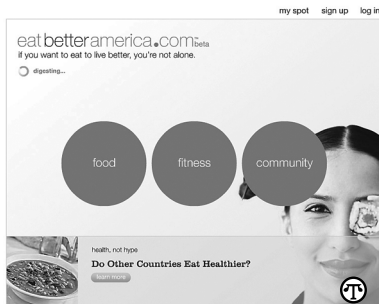 my spot sign up log in
eatbetteramerica.com™ beta
if you want to eat to live better, you're not alone.
digesting...
food fitness community
health, not hype
Do Other Countries Eat Healthier?
learn more